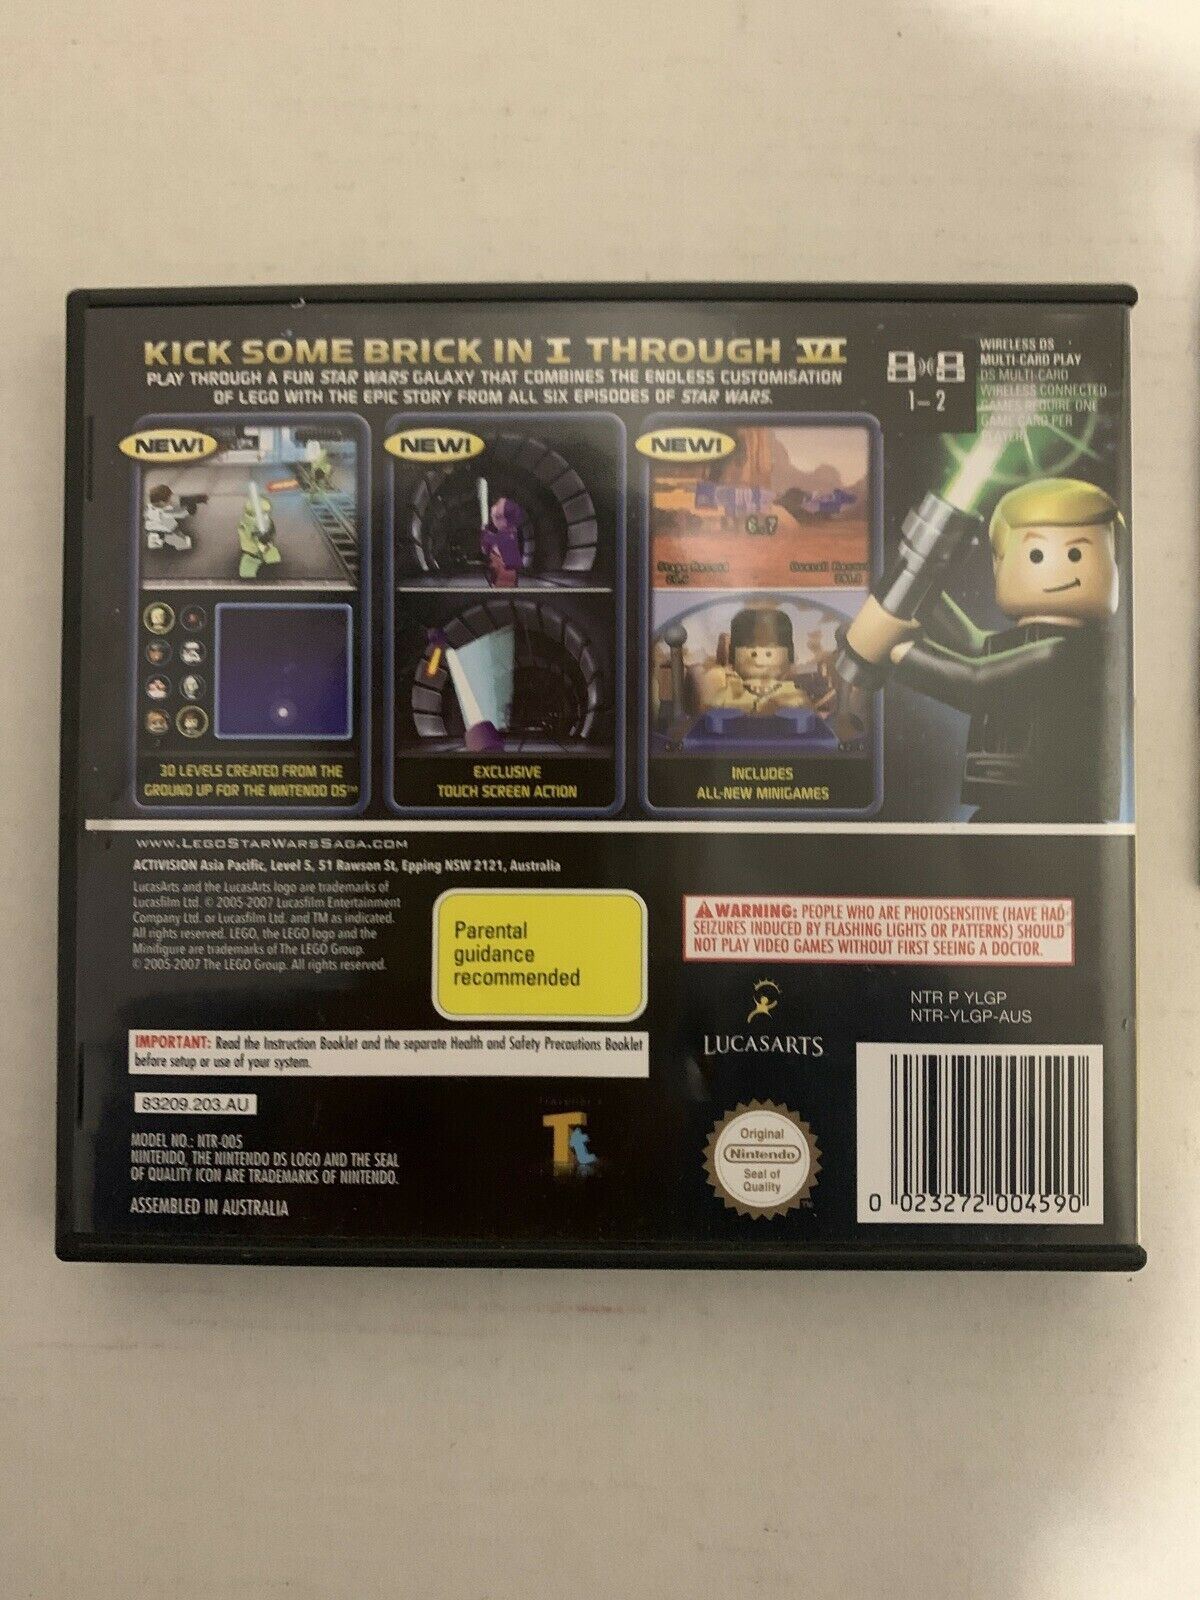 KICK SOME BRICK IN I THROUGH VI
PLAY THROUGH A FUN STAR WARS GALAXY THAT COMBINES THE ENDLESS CUSTOMISATION
OF LEGO WITH THE EPIC STORY FROM ALL SIX EPISODES OF STAR WARS.
WIRELESS DS
MULTI-CARD PLAY
DS MULTI-CARD
WIRELESS CONNECTED
GAMES REQUIRE ONE
GAME CARD PER
PLAYER
1-2
NEW!
NEW!
NEW!
6.7
Stage Record
Overall Record
30 LEVELS CREATED FROM THE
GROUND UP FOR THE NINTENDO DS™
EXCLUSIVE
TOUCH SCREEN ACTION
INCLUDES
ALL-NEW MINIGAMES
WWW.LEGOSTARWARSSAGA.COM
ACTIVISION Asia Pacific, Level 5, 51 Rawson St, Epping NSW 2121, Australia
LucasArts and the LucasArts logo are trademarks of
Lucasfilm Ltd. © 2005-2007 Lucasfilm Entertainment
Company Ltd. or Lucasfilm Ltd. and TM as indicated.
All rights reserved. LEGO, the LEGO logo and the
Minifigure are trademarks of The LEGO Group.
© 2005-2007 The LEGO Group. All rights reserved.
Parental
guidance
recommended
WARNING: PEOPLE WHO ARE PHOTOSENSITIVE (HAVE HAD
SEIZURES INDUCED BY FLASHING LIGHTS OR PATTERNS) SHOULD
NOT PLAY VIDEO GAMES WITHOUT FIRST SEEING A DOCTOR.
NTR P YLGP
NTR-YLGP-AUS
LUCASARTS
IMPORTANT: Read the Instruction Booklet and the separate Health and Safety Precautions Booklet
before setup or use of your system.
83209.203.AU
MODEL NO.: NTR-005
NINTENDO, THE NINTENDO DS LOGO AND THE SEAL
OF QUALITY ICON ARE TRADEMARKS OF NINTENDO.
ASSEMBLED IN AUSTRALIA
Traveller's
Tt
Original
Nintendo
Seal of
Quality
TM
0 023272 004590